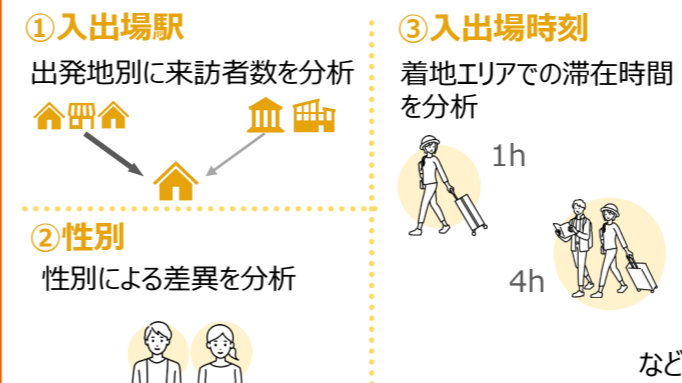 ①入出場駅
出発地別に来訪者数を分析
②性別
性別による差異を分析
③入出場時刻
着地エリアでの滞在時間
を分析
1h
4h
など